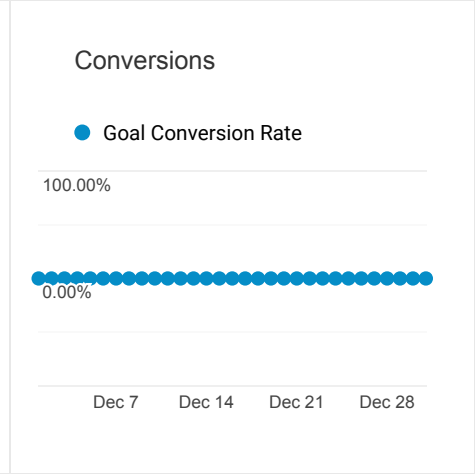 Conversions
Goal Conversion Rate
100.00%
0.00%
Dec 7 Dec 14 Dec 21 Dec 28